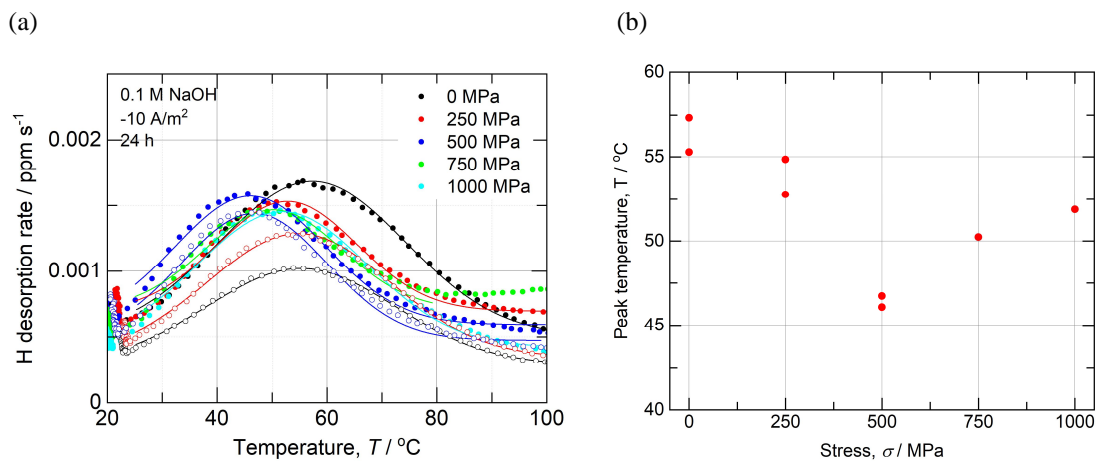 (a)
(b)
0.1 M NaOH
-10 A/m²
24 h
0 MPa
250 MPa
500 MPa
750 MPa
1000 MPa
H desorption rate / ppm s⁻¹
0.002
0.001
0
20 40 60 80 100
Temperature, T / °C
Peak temperature, T / °C
60
55
50
45
40
0 250 500 750 1000
Stress, σ / MPa